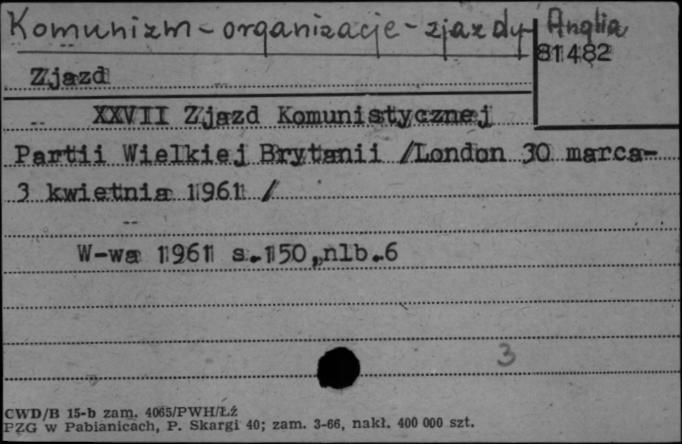 Komunizm - organizacje - zjazdy Anglia
81482
Zjazd
XXVII Zjazd Komunistycznej
Partii Wielkiej Brytanii /London 30 marca-
3 kwietnia 1961 /
W-wa 1961 s.150,nlb.6
3
CWD/B 15-b zam. 4065/PWH/Łż
PZG w Pabianicach, P. Skargi 40; zam. 3-66, nakł. 400 000 szt.